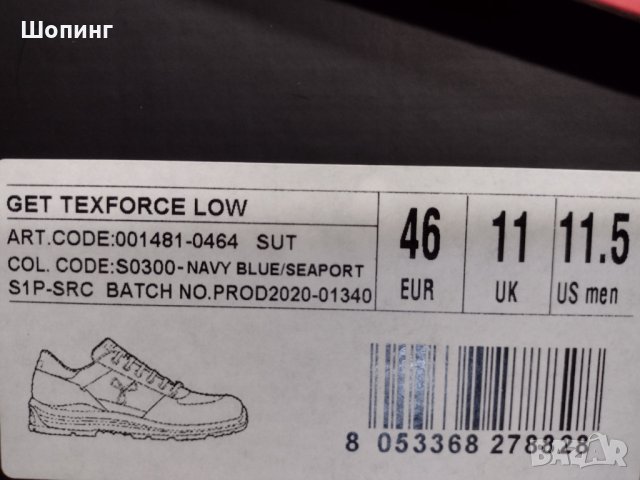 Шопинг
GET TEXFORCE LOW
ART.CODE:001481-0464 SUT
COL. CODE:S0300-NAVY BLUE/SEAPORT
S1P-SRC BATCH NO.PROD2020-01340
46
EUR
11
UK
11.5
US men
8 053368 278828
BAZAR